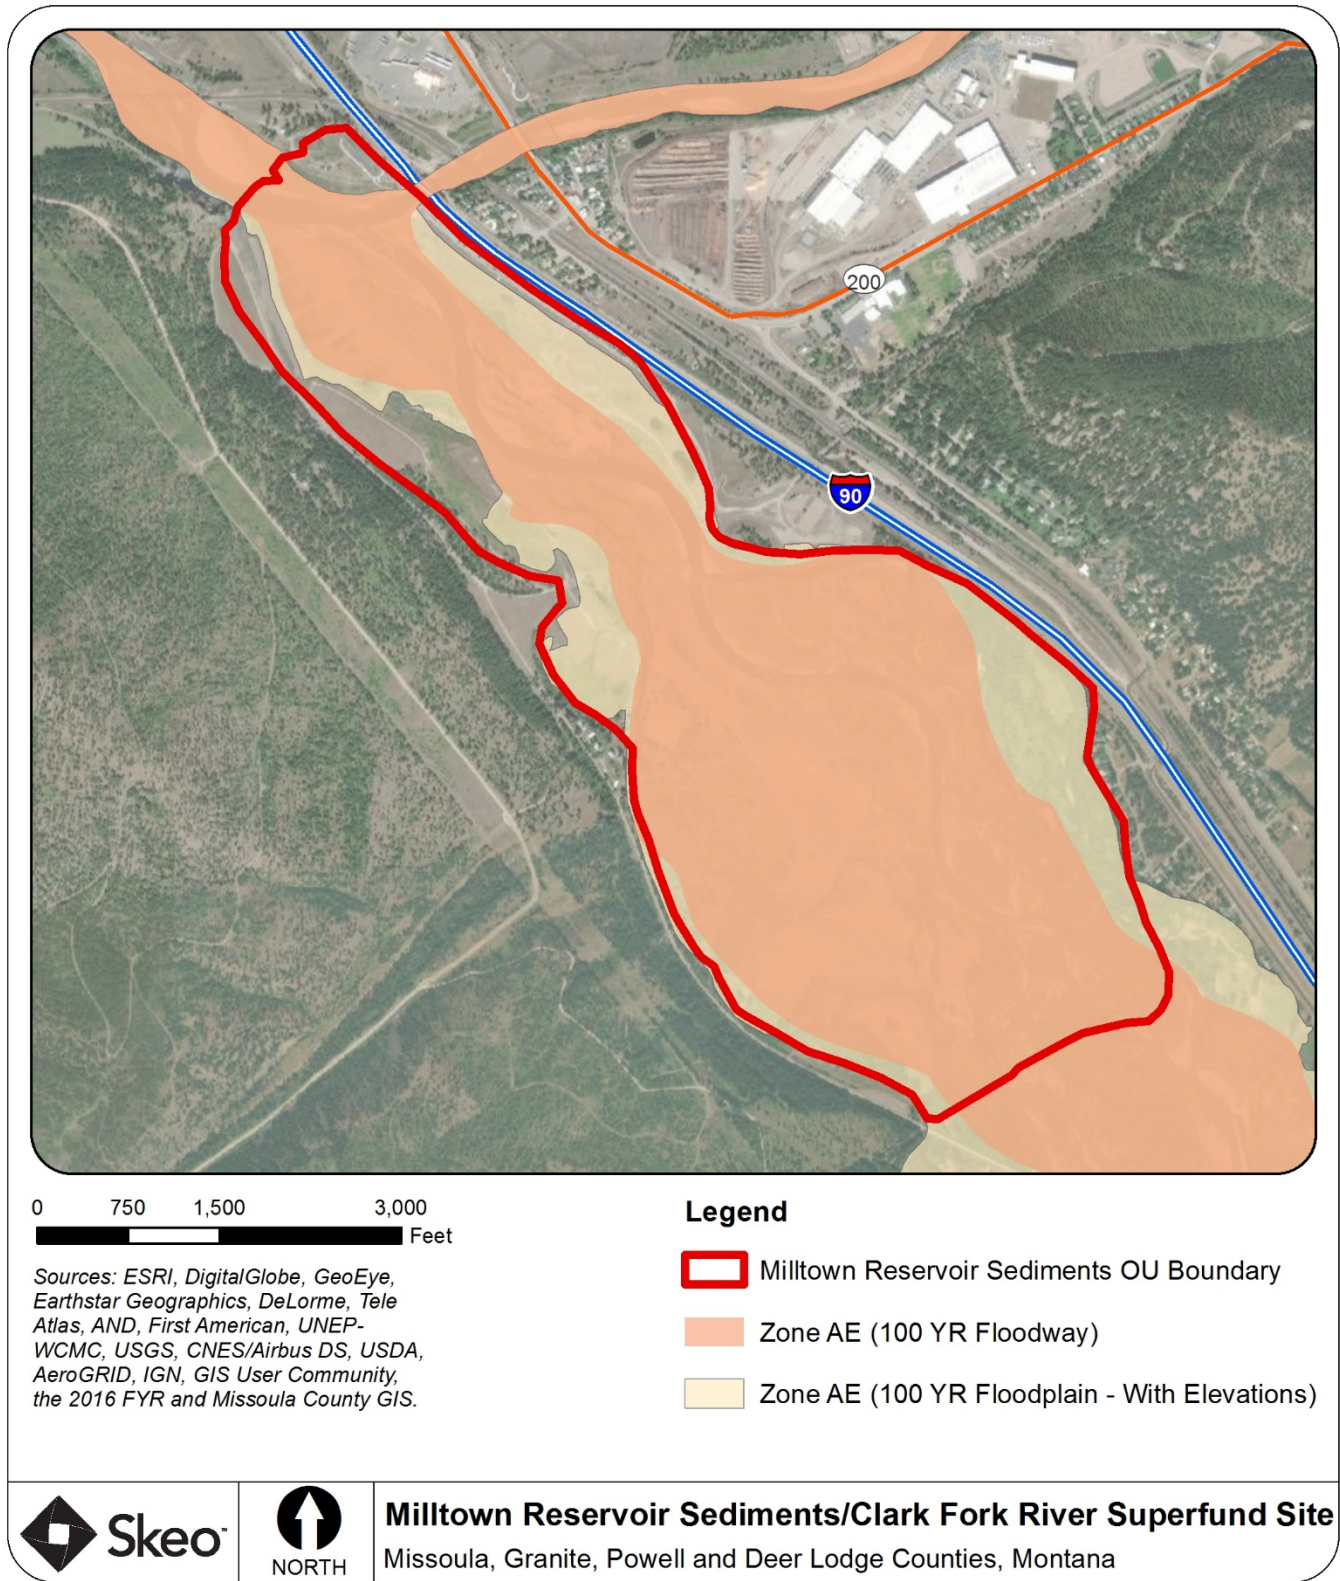 200
90
0 750 1,500 3,000
Feet
Sources: ESRI, DigitalGlobe, GeoEye,
Earthstar Geographics, DeLorme, Tele
Atlas, AND, First American, UNEP-
WCMC, USGS, CNES/Airbus DS, USDA,
AeroGRID, IGN, GIS User Community,
the 2016 FYR and Missoula County GIS.
Legend
Milltown Reservoir Sediments OU Boundary
Zone AE (100 YR Floodway)
Zone AE (100 YR Floodplain - With Elevations)
Skeo™
NORTH
Milltown Reservoir Sediments/Clark Fork River Superfund Site
Missoula, Granite, Powell and Deer Lodge Counties, Montana